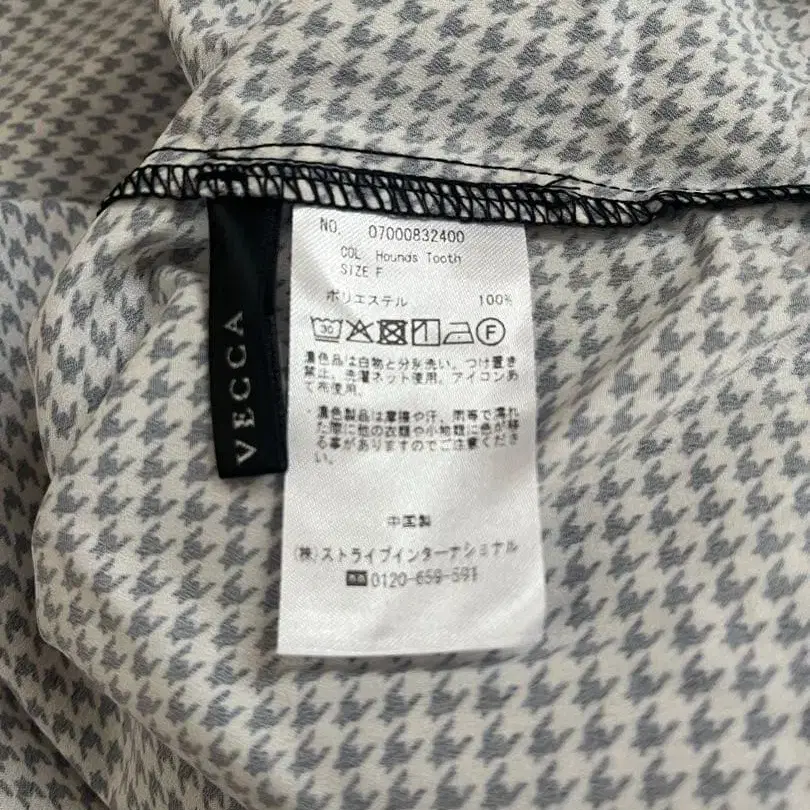 VECCA
NO. 07000832400
COL Hounds Tooth
SIZE F
ポリエステル 100%
30 F
濃色品は白物と分別洗い。つけ置き
禁止。洗濯ネット使用。アイロンあ
て布使用。
・濃色製品は摩擦や汗、雨等で濡れ
た際に他の衣類や小物類に色が移
る事がありますのでご注意くださ
い。
中国製
(株)ストライプインターナショナル
0120-659-591